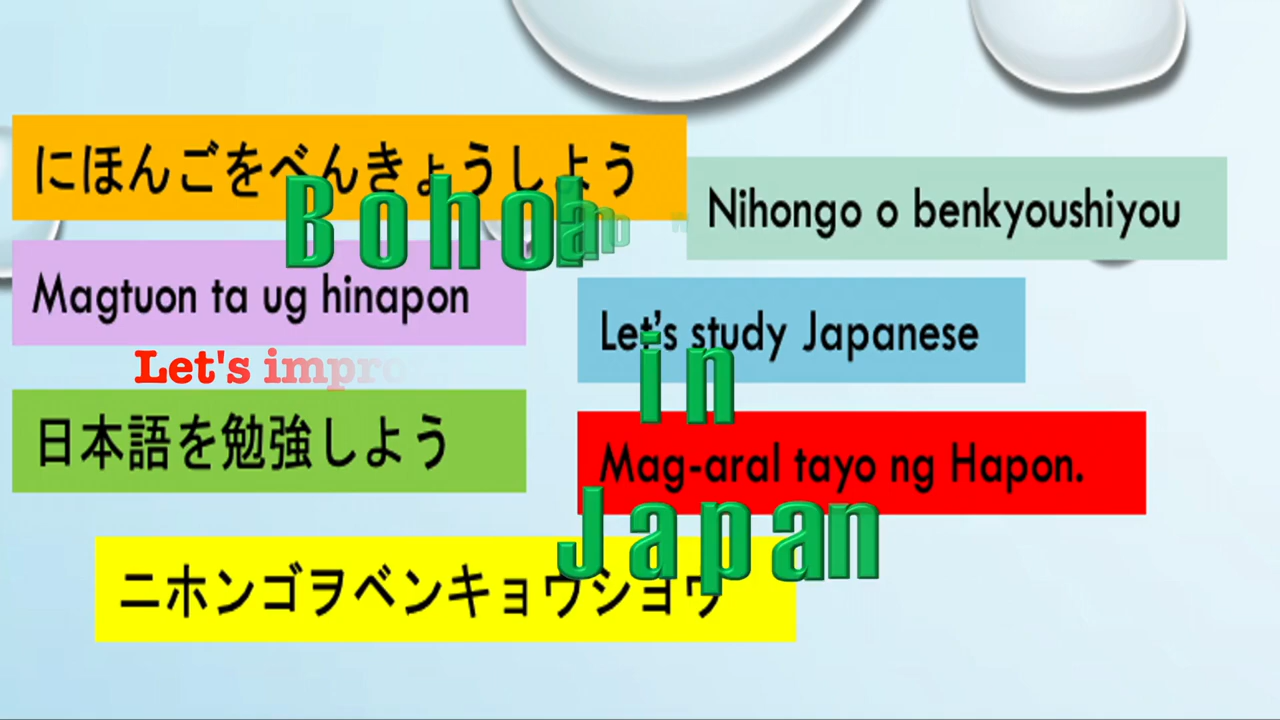 にほんごをべんきょうしよう
Nihongo o benkyoushiyou
Magtuon ta ug hinapon
Let's study Japanese
Let's
日本語を勉強しよう
Mag-aral tayo ng Hapon.
ニホンゴヲベンキョウショウ
in
Japan